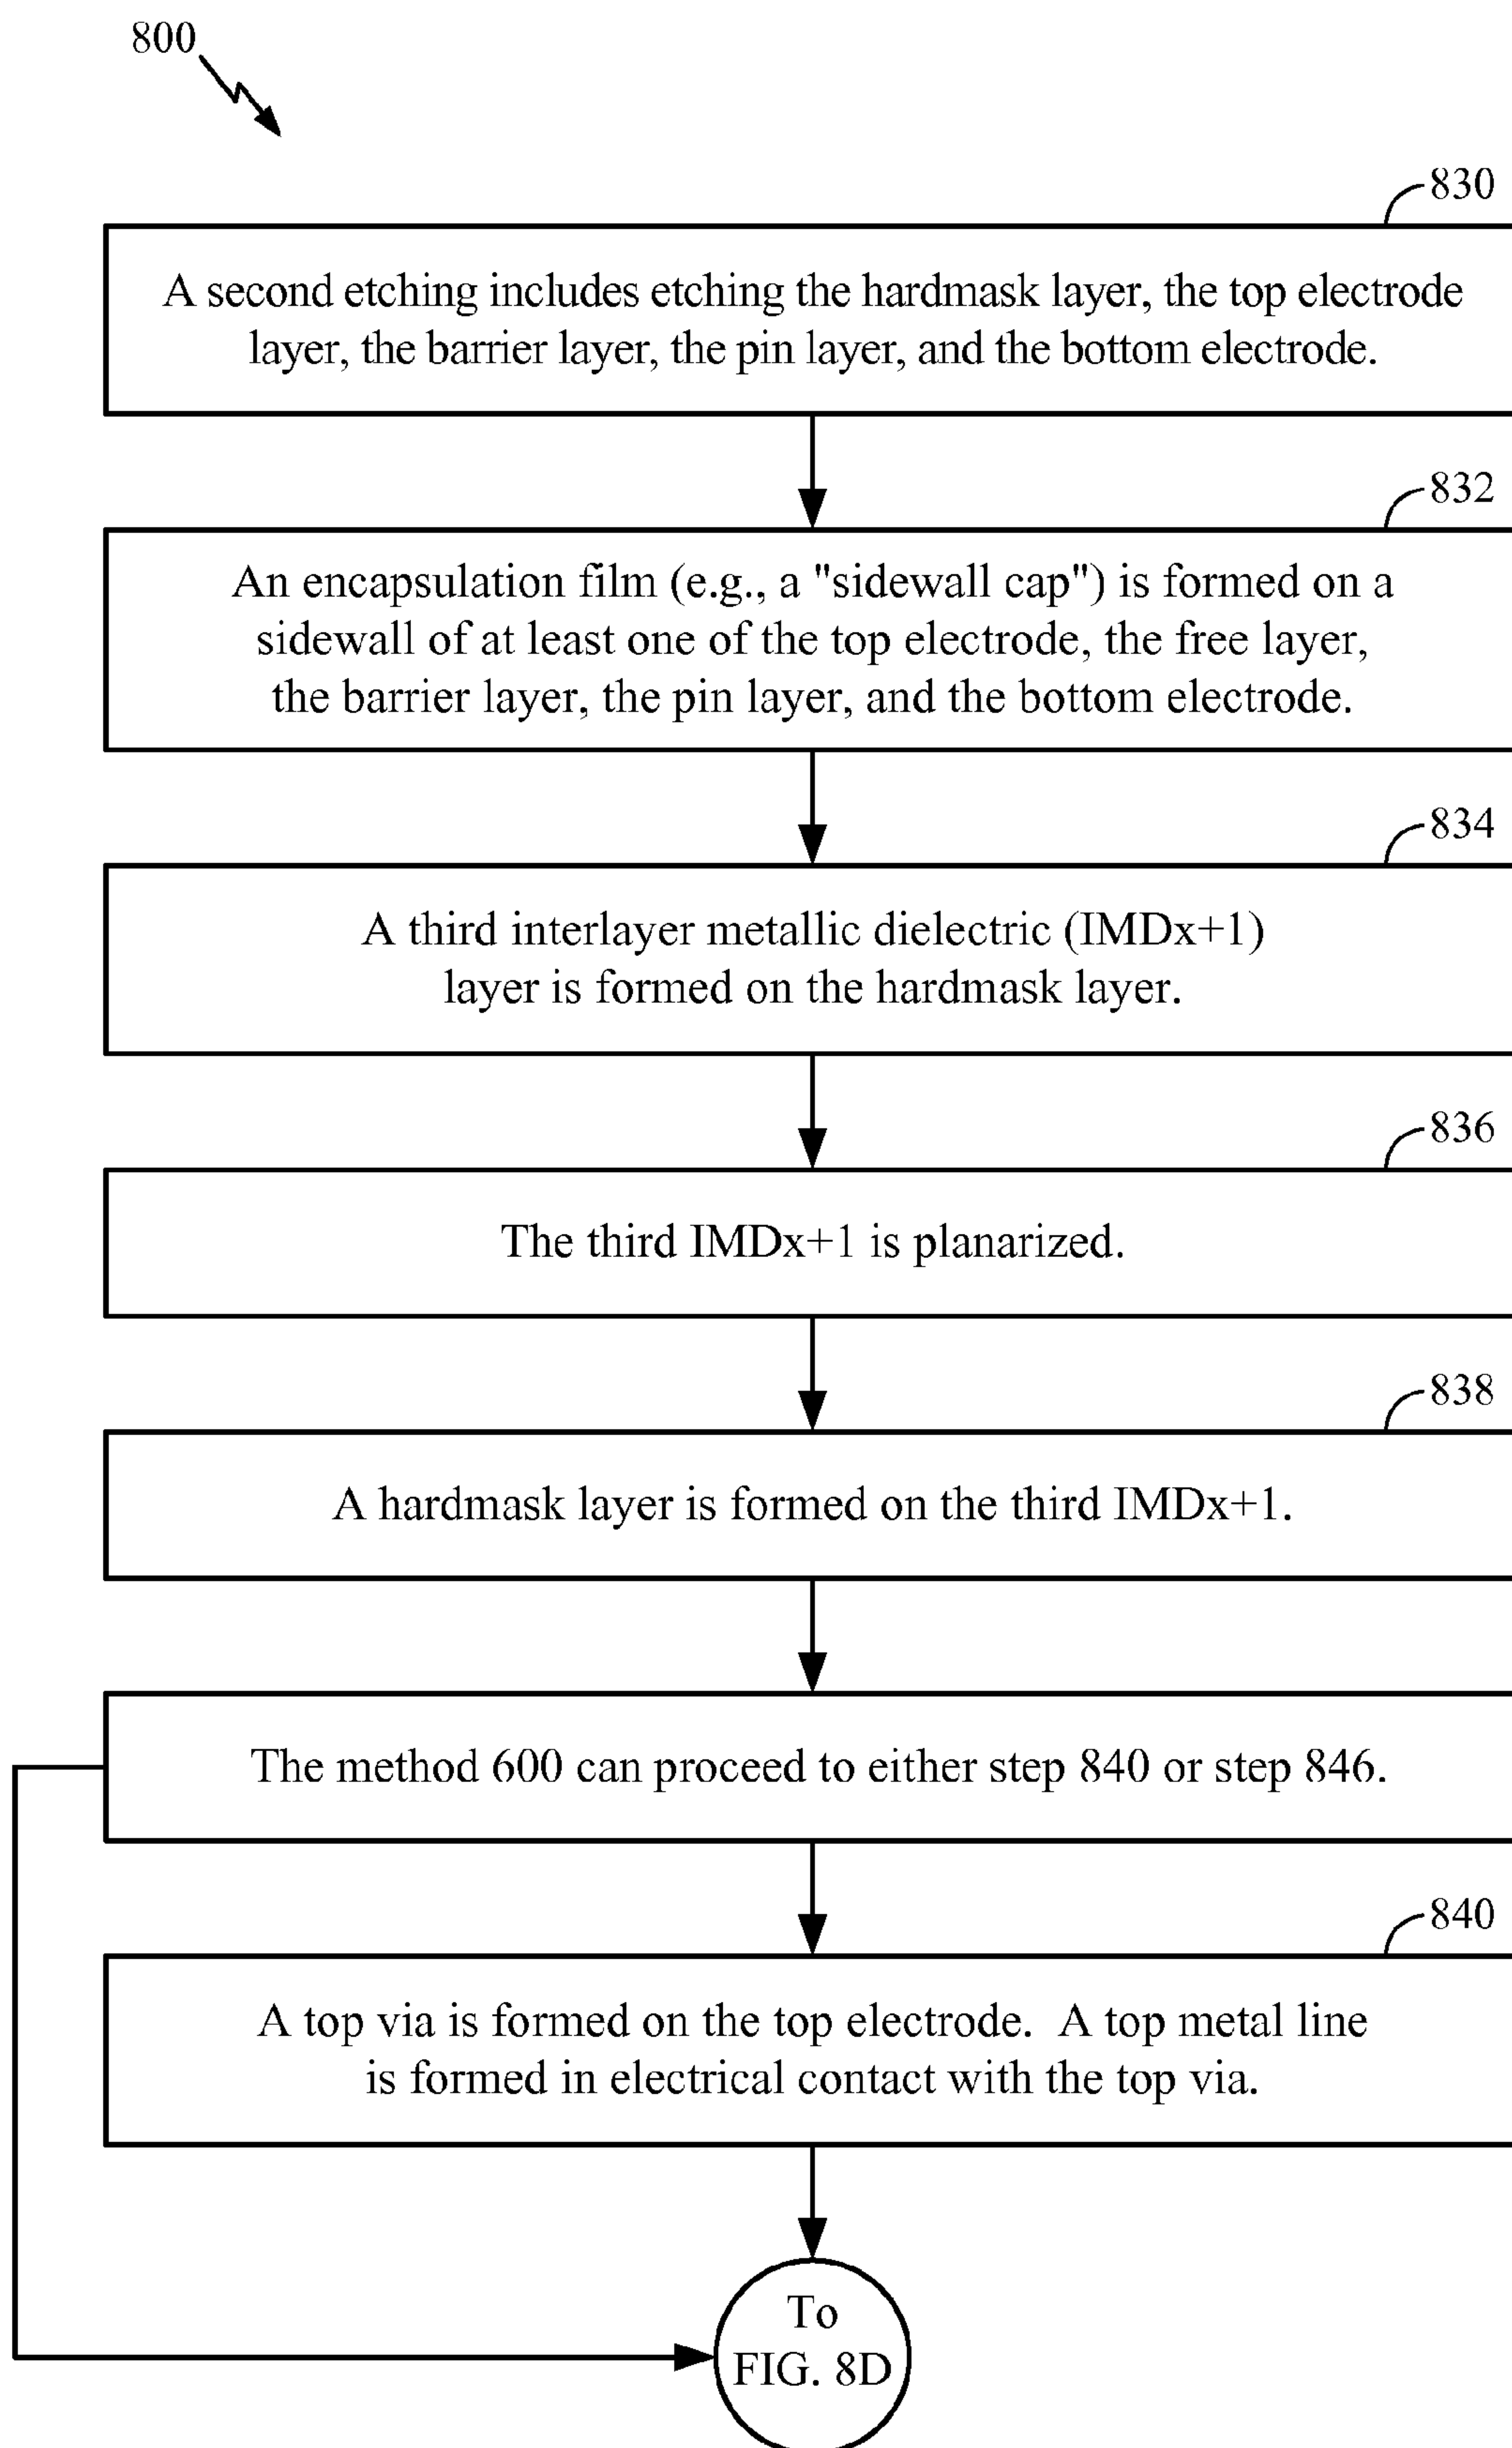 800
830
A second etching includes etching the hardmask layer, the top electrode
layer, the barrier layer, the pin layer, and the bottom electrode.
832
An encapsulation film (e.g., a "sidewall cap") is formed on a
sidewall of at least one of the top electrode, the free layer,
the barrier layer, the pin layer, and the bottom electrode.
834
A third interlayer metallic dielectric (IMDx+1)
layer is formed on the hardmask layer.
836
The third IMDx+1 is planarized.
838
A hardmask layer is formed on the third IMDx+1.
The method 600 can proceed to either step 840 or step 846.
840
A top via is formed on the top electrode.  A top metal line
is formed in electrical contact with the top via.
To
FIG. 8D